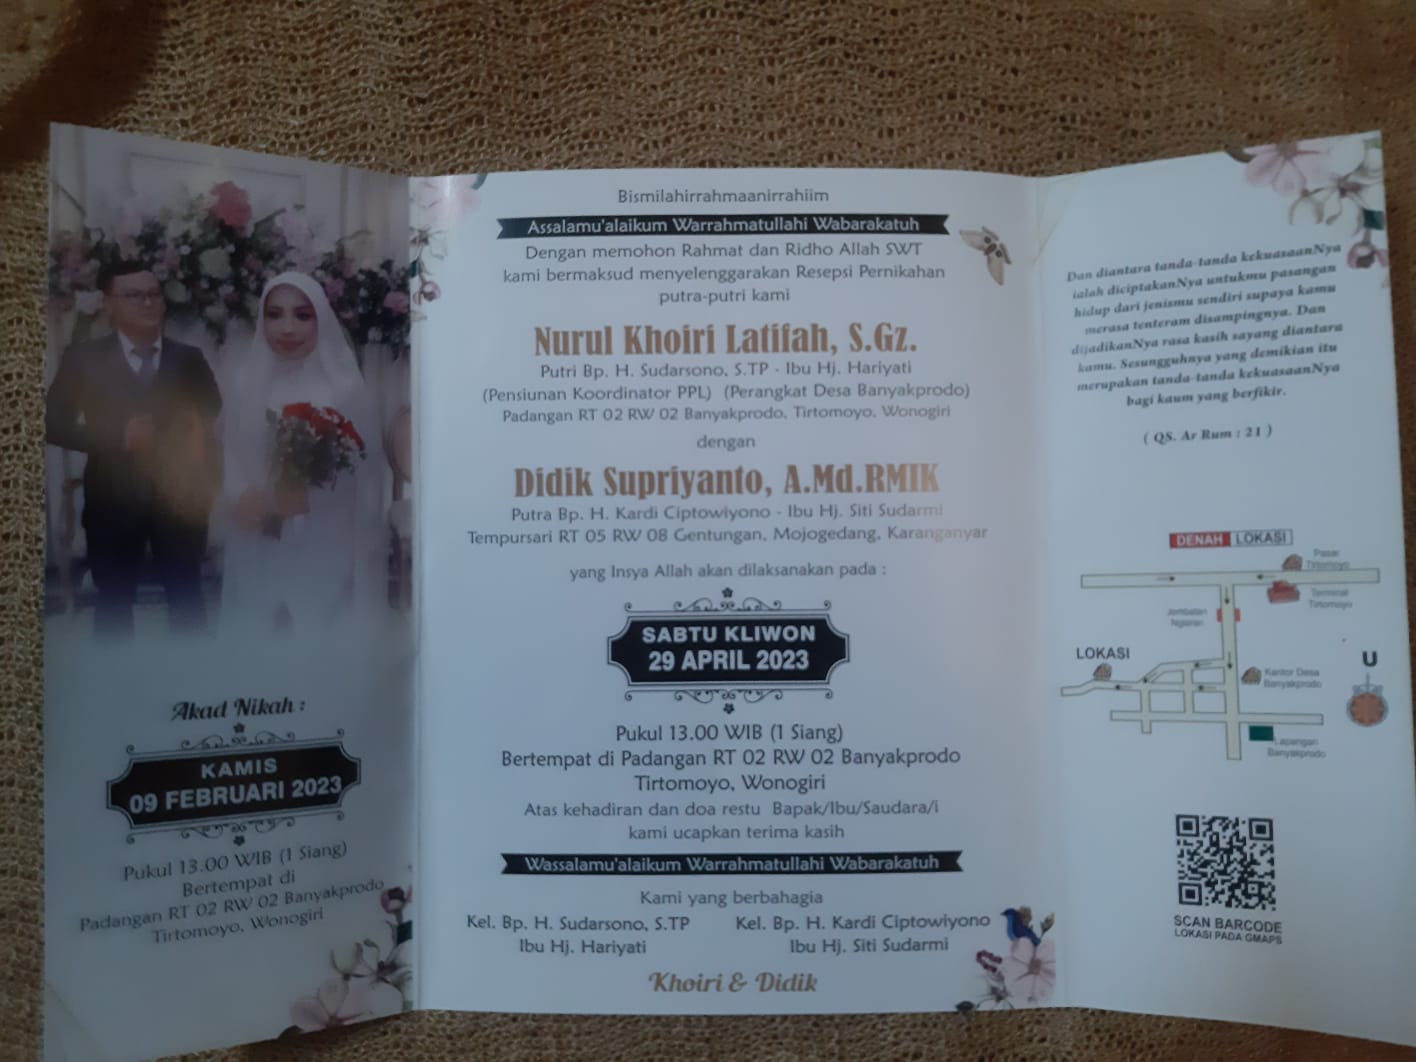 Akad Nikah :
KAMIS
09 FEBRUARI 2023
Pukul 13.00 WIB (1 Siang)
Bertempat di
Padangan RT 02 RW 02 Banyakprodo
Tirtomoyo, Wonogiri
Bismilahirrahmaanirrahiim
Assalamu'alaikum Warrahmatullahi Wabarakatuh
Dengan memohon Rahmat dan Ridho Allah SWT
kami bermaksud menyelenggarakan Resepsi Pernikahan
putra-putri kami
Nurul Khoiri Latifah, S.Gz.
Putri Bp. H. Sudarsono, S.TP - Ibu Hj. Hariyati
(Pensiunan Koordinator PPL) (Perangkat Desa Banyakprodo)
Padangan RT 02 RW 02 Banyakprodo, Tirtomoyo, Wonogiri
dengan
Didik Supriyanto, A.Md.RMIK
Putra Bp. H. Kardi Ciptowiyono - Ibu Hj. Siti Sudarmi
Tempursari RT 05 RW 08 Gentungan, Mojogedang, Karanganyar
yang Insya Allah akan dilaksanakan pada :
SABTU KLIWON
29 APRIL 2023
Pukul 13.00 WIB (1 Siang)
Bertempat di Padangan RT 02 RW 02 Banyakprodo
Tirtomoyo, Wonogiri
Atas kehadiran dan doa restu Bapak/Ibu/Saudara/i
kami ucapkan terima kasih
Wassalamu'alaikum Warrahmatullahi Wabarakatuh
Kami yang berbahagia
Kel. Bp. H. Sudarsono, S.TP
Ibu Hj. Hariyati
Kel. Bp. H. Kardi Ciptowiyono
Ibu Hj. Siti Sudarmi
Khoiri & Didik
Dan diantara tanda-tanda kekuasaanNya
ialah diciptakanNya untukmu pasangan
hidup dari jenismu sendiri supaya kamu
merasa tenteram disampingnya. Dan
dijadikanNya rasa kasih sayang diantara
kamu. Sesungguhnya yang demikian itu
merupakan tanda-tanda kekuasaanNya
bagi kaum yang berfikir.
( QS. Ar Rum : 21 )
DENAH LOKASI
Pasar
Tirtomoyo
Terminal
Tirtomoyo
Jembatan
LOKASI
Kantor Desa
Banyakprodo
U
Lapangan
Banyakprodo
SCAN BARCODE
LOKASI PADA GMAPS